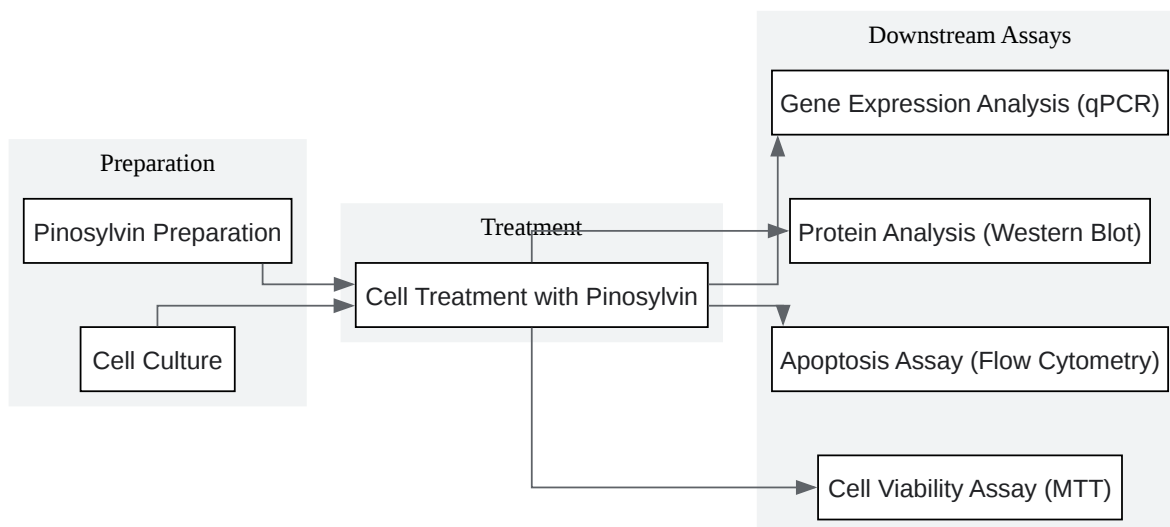 Preparation
Pinosylvin Preparation
Cell Culture
Treatment
Cell Treatment with Pinosylvin
Downstream Assays
Gene Expression Analysis (qPCR)
Protein Analysis (Western Blot)
Apoptosis Assay (Flow Cytometry)
Cell Viability Assay (MTT)